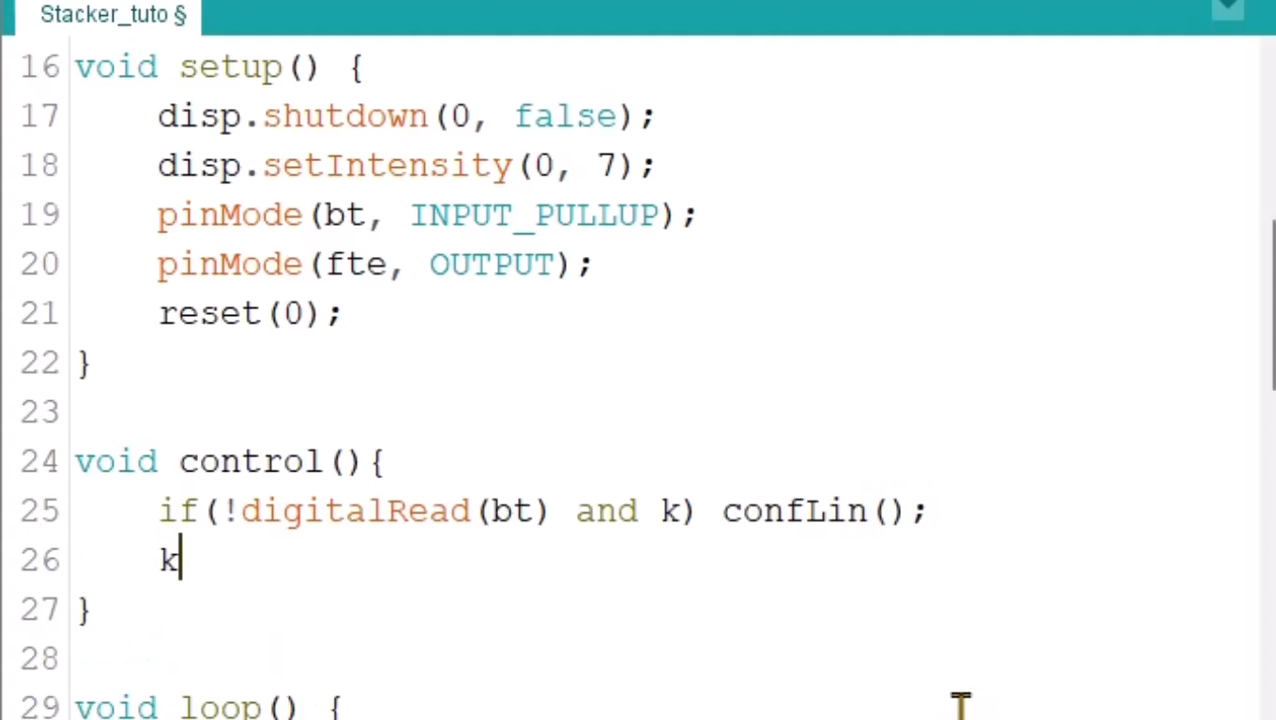 Stacker_tuto §
16 void setup() {
17 disp.shutdown(0, false);
18 disp.setIntensity(0, 7);
19 pinMode(bt, INPUT_PULLUP);
20 pinMode(fte, OUTPUT);
21 reset(0);
22 }
23
24 void control(){
25 if(!digitalRead(bt) and k) confLin();
26 k
27 }
28
29 void loop() {